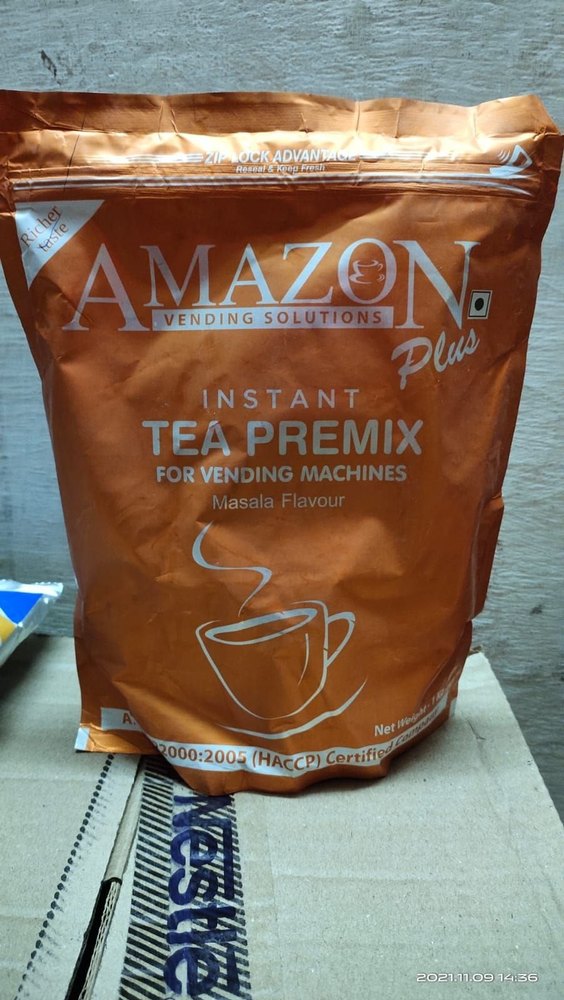 ZIP LOCK ADVANTAGE
Reseal & Keep Fresh
Richer
taste
AMAZON
VENDING SOLUTIONS
Plus
INSTANT
TEA PREMIX
FOR VENDING MACHINES
Masala Flavour
Net Weight: 1
2000:2005 (HACCP) Certified Company
Nestle
2021.11.09 14:36